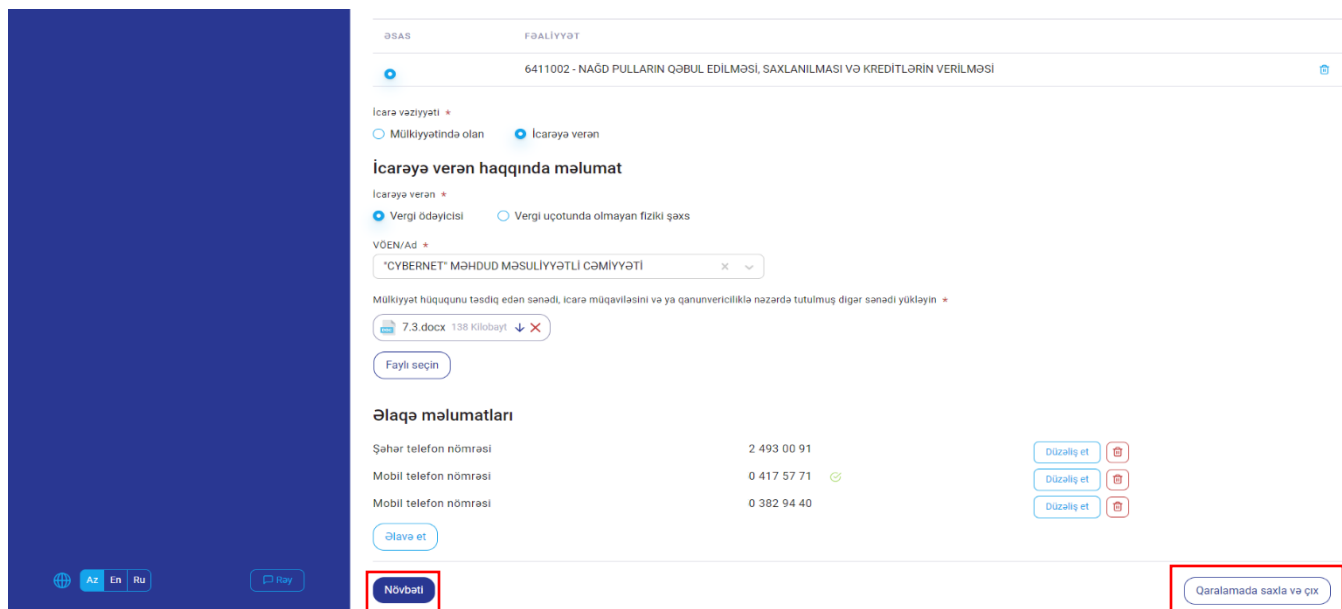 ƏSAS FƏALİYYƏT
6411002 - NAĞD PULLARIN QƏBUL EDİLMƏSİ, SAXLANILMASI VƏ KREDİTLƏRİN VERİLMƏSİ
İcarə vəziyyəti *
Mülkiyyətində olan İcarəyə verən
İcarəyə verən haqqında məlumat
İcarəyə verən *
Vergi ödəyicisi Vergi uçotunda olmayan fiziki şəxs
VÖEN/Ad *
"CYBERNET" MƏHDUD MƏSULİYYƏTLİ CƏMİYYƏTİ
Mülkiyyət hüququnu təsdiq edən sənədi, icarə müqaviləsini və ya qanunvericiliklə nəzərdə tutulmuş digər sənədi yükləyin *
7.3.docx 138 Kilobayt
Faylı seçin
Əlaqə məlumatları
Şəhər telefon nömrəsi 2 493 00 91 Düzəliş et
Mobil telefon nömrəsi 0 417 57 71 Düzəliş et
Mobil telefon nömrəsi 0 382 94 40 Düzəliş et
Əlavə et
Az En Ru Rəy Növbəti Qaralamada saxla və çıx